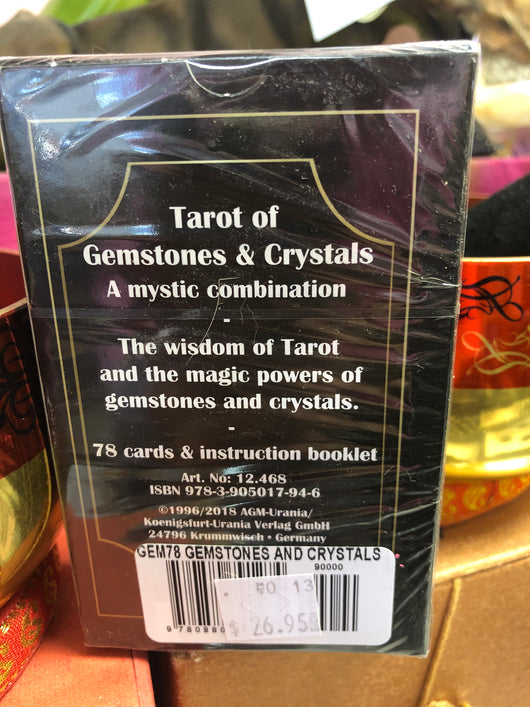 Tarot of
Gemstones & Crystals
A mystic combination
-
The wisdom of Tarot
and the magic powers of
gemstones and crystals.
-
78 cards & instruction booklet
Art. No: 12.468
ISBN 978-3-905017-94-6
©1996/2018 AGM-Urania/
Koenigsfurt-Urania Verlag GmbH
24796 Krummwisch • Germany
GEM78 GEMSTONES AND CRYSTALS
90000
9 780880
$ 26.95